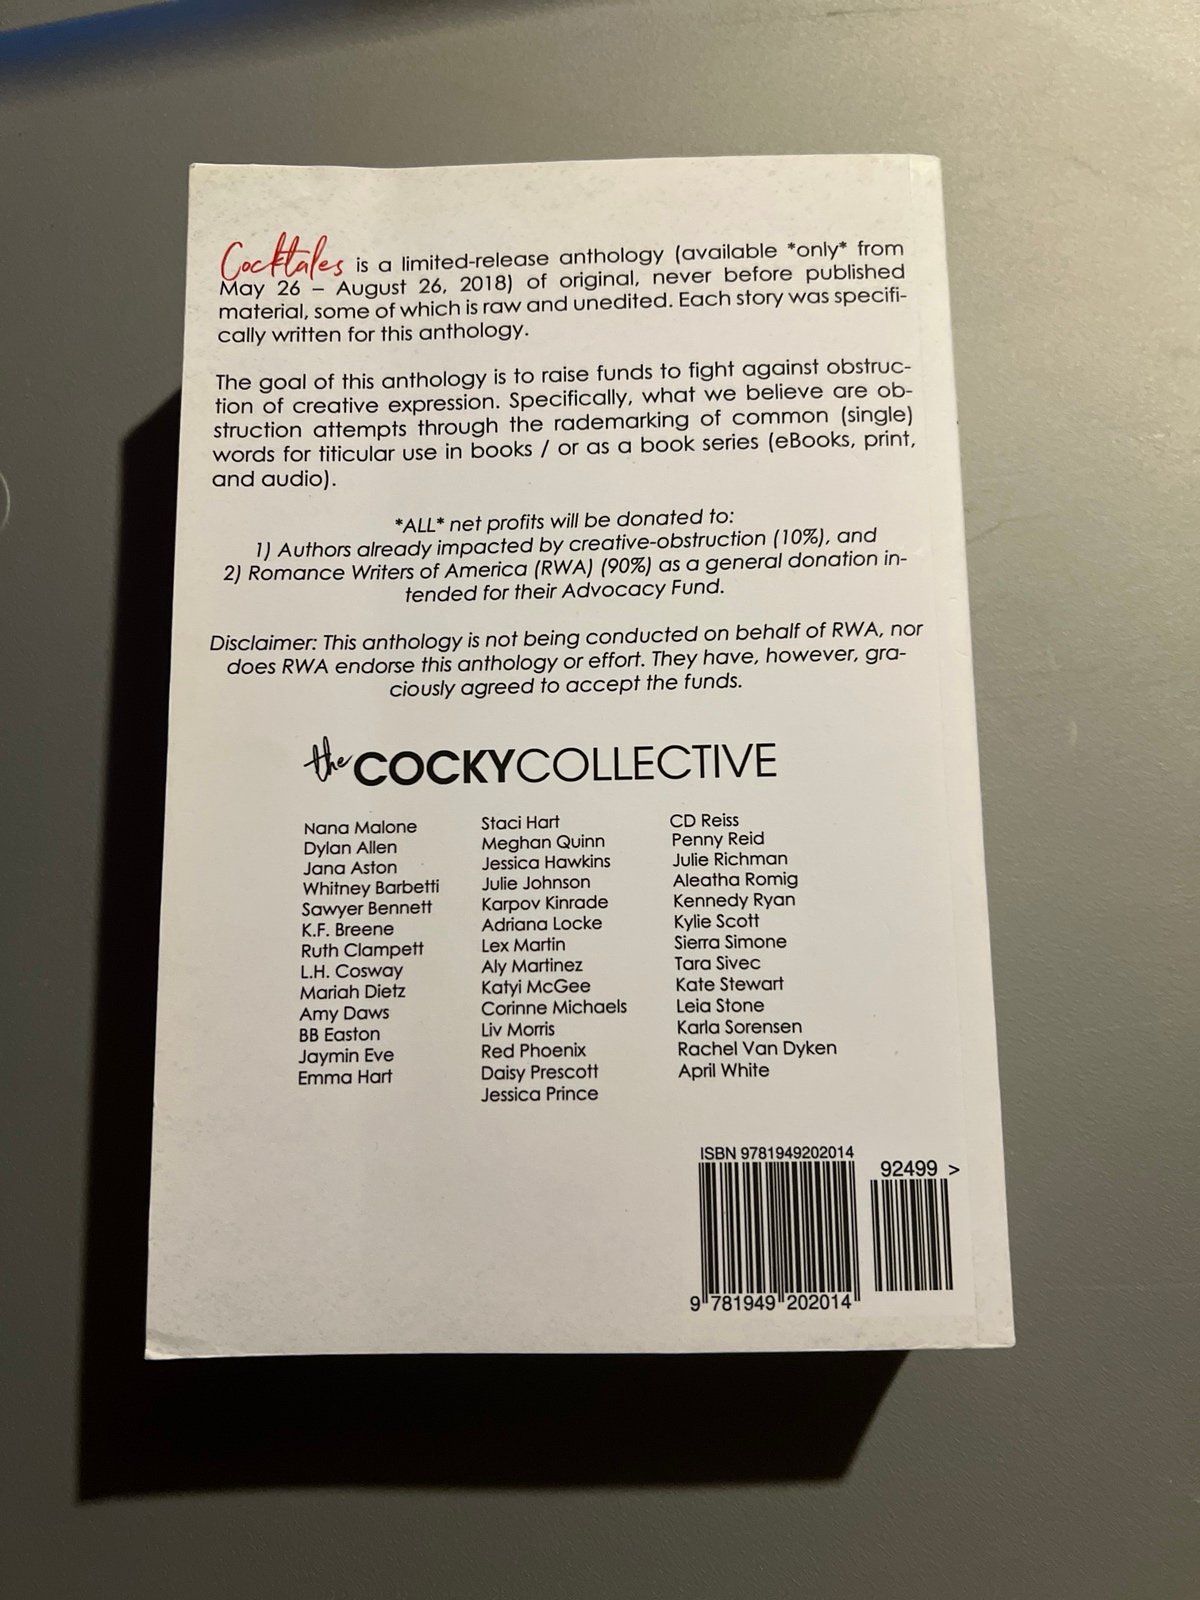 Cocktales is a limited-release anthology (available *only* from
May 26 – August 26, 2018) of original, never before published
material, some of which is raw and unedited. Each story was specifi-
cally written for this anthology.
The goal of this anthology is to raise funds to fight against obstruc-
tion of creative expression. Specifically, what we believe are ob-
struction attempts through the rademarking of common (single)
words for titicular use in books / or as a book series (eBooks, print,
and audio).
*ALL* net profits will be donated to:
1) Authors already impacted by creative-obstruction (10%), and
2) Romance Writers of America (RWA) (90%) as a general donation in-
tended for their Advocacy Fund.
Disclaimer: This anthology is not being conducted on behalf of RWA, nor
does RWA endorse this anthology or effort. They have, however, gra-
ciously agreed to accept the funds.
the COCKYCOLLECTIVE
Nana Malone
Dylan Allen
Jana Aston
Whitney Barbetti
Sawyer Bennett
K.F. Breene
Ruth Clampett
L.H. Cosway
Mariah Dietz
Amy Daws
BB Easton
Jaymin Eve
Emma Hart
Staci Hart
Meghan Quinn
Jessica Hawkins
Julie Johnson
Karpov Kinrade
Adriana Locke
Lex Martin
Aly Martinez
Katyi McGee
Corinne Michaels
Liv Morris
Red Phoenix
Daisy Prescott
Jessica Prince
CD Reiss
Penny Reid
Julie Richman
Aleatha Romig
Kennedy Ryan
Kylie Scott
Sierra Simone
Tara Sivec
Kate Stewart
Leia Stone
Karla Sorensen
Rachel Van Dyken
April White
ISBN 9781949202014
92499 >
9 781949 202014